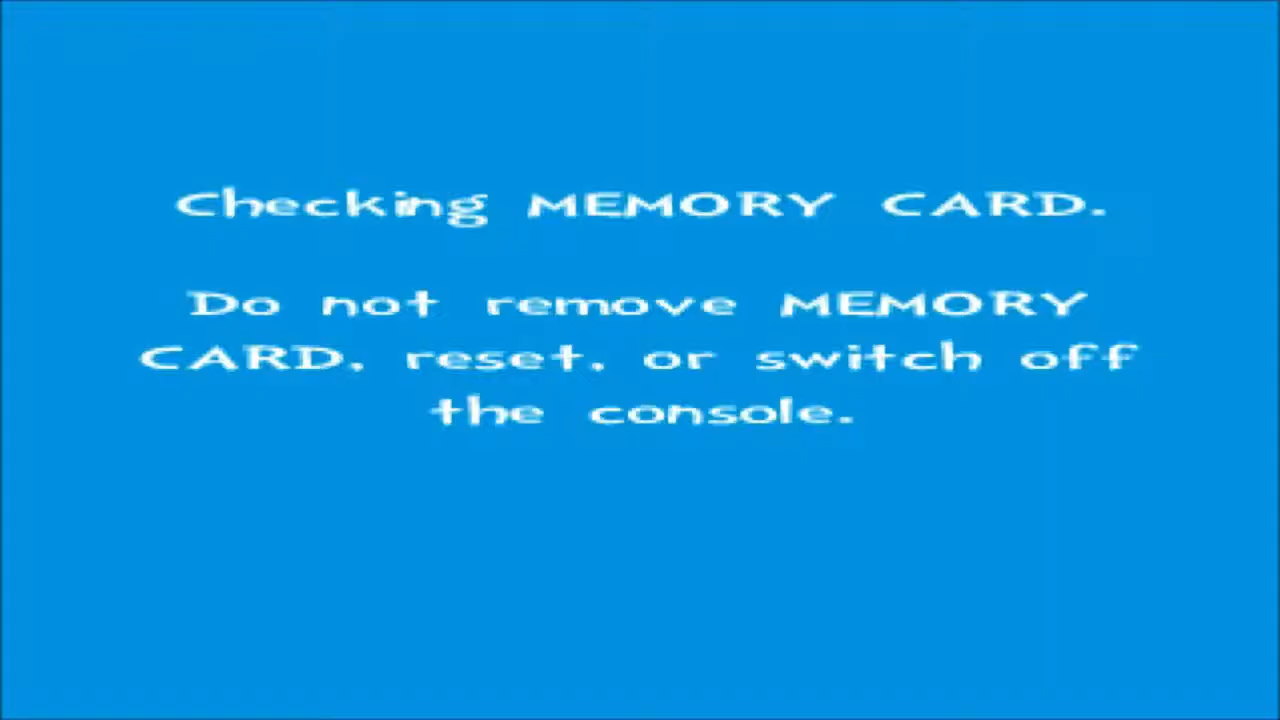 Checking MEMORY CARD.
Do not remove MEMORY
CARD, reset, or switch off
the console.